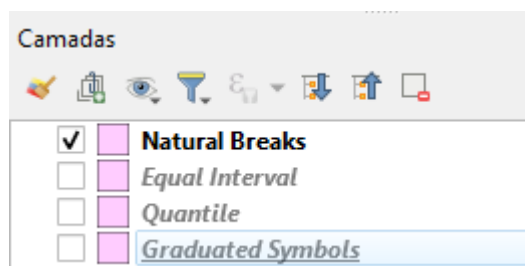 Camadas
Natural Breaks
Equal Interval
Quantile
Graduated Symbols